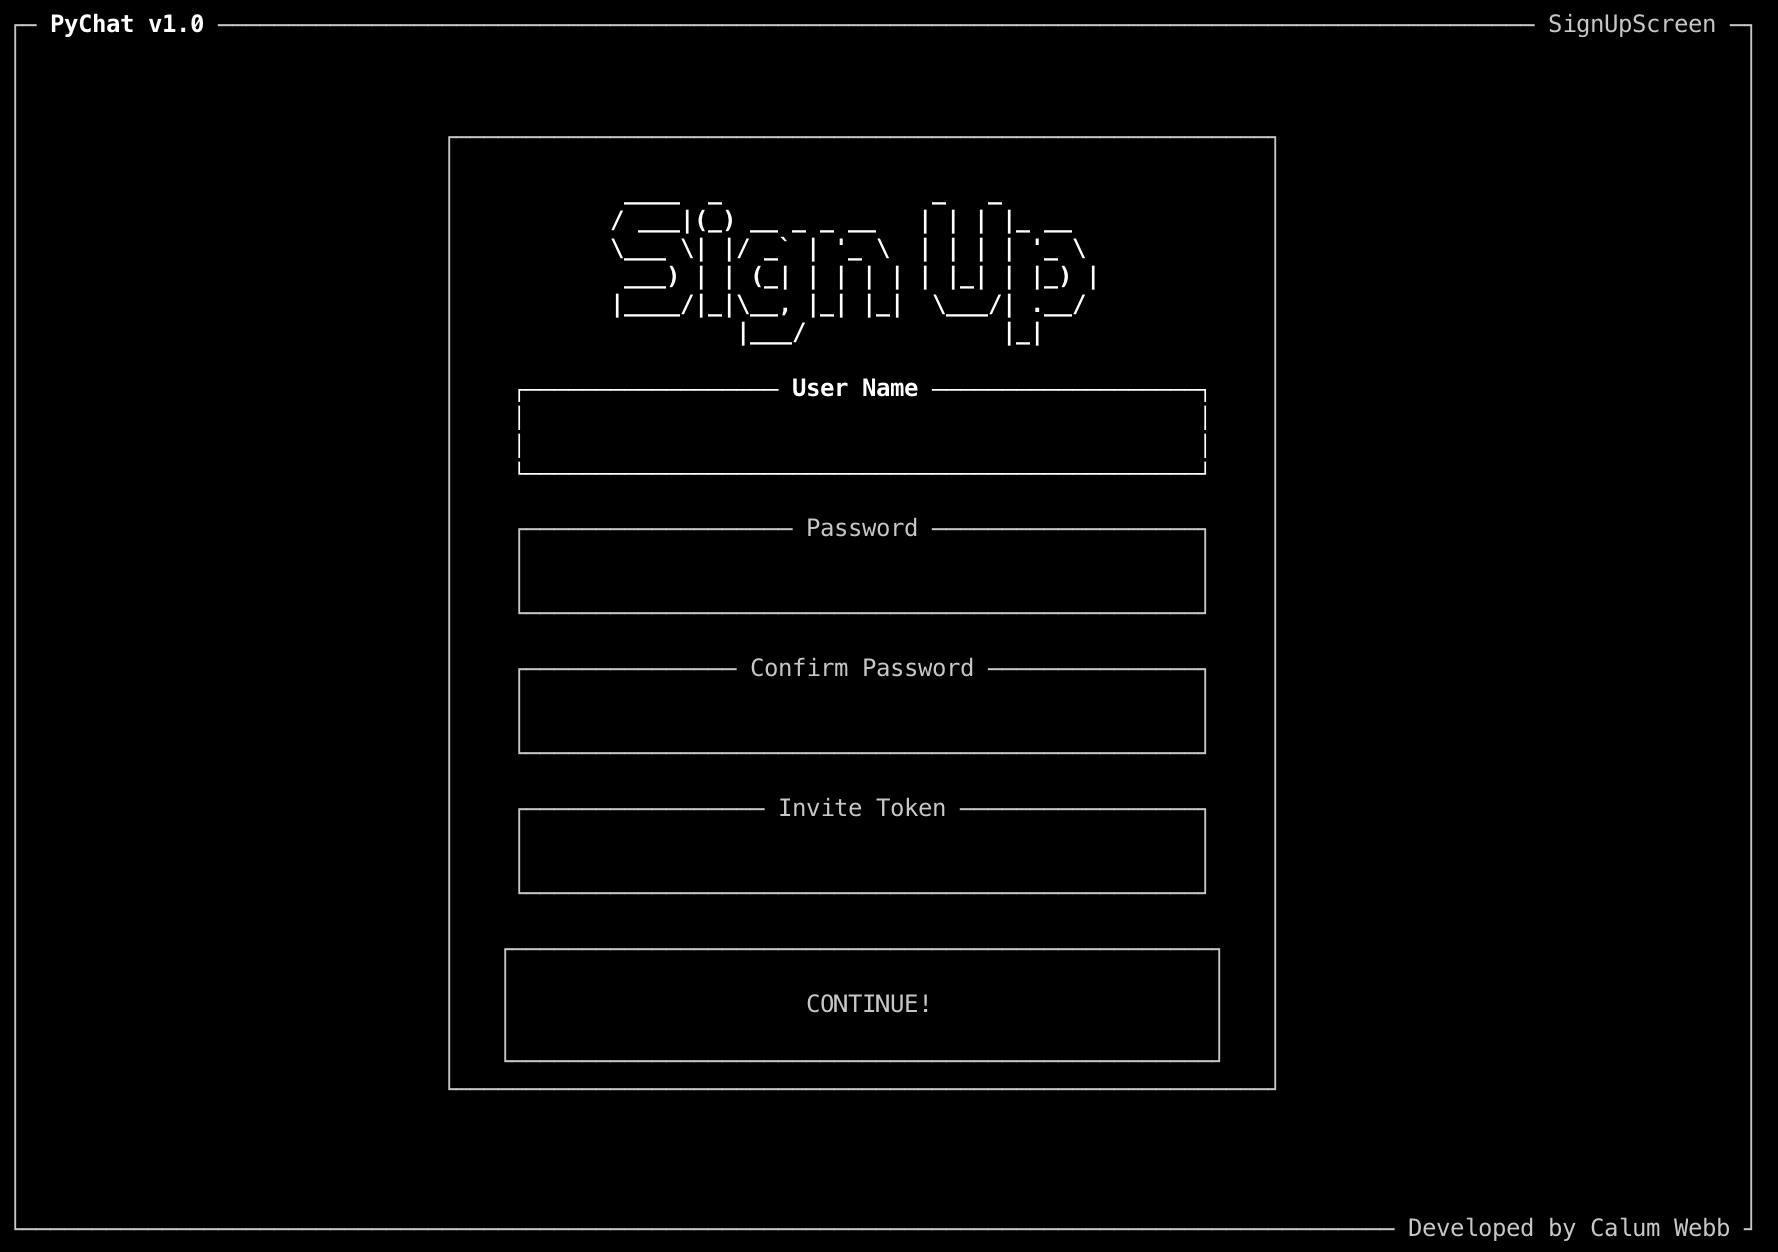 PyChat v1.0
SignUpScreen
Sign Up
User Name
Password
Confirm Password
Invite Token
CONTINUE!
Developed by Calum Webb